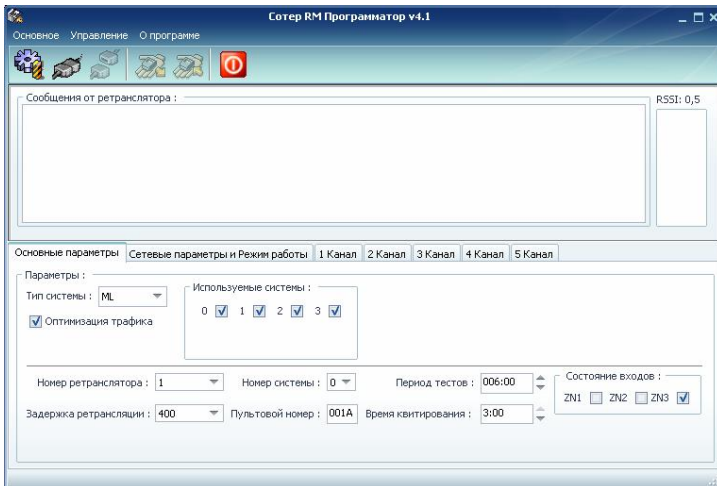 Сотер RM Программатор v4.1
Основное Управление О программе
Сообщения от ретранслятора :
RSSI: 0,5
Основные параметры Сетевые параметры и Режим работы 1 Канал 2 Канал 3 Канал 4 Канал 5 Канал
Параметры :
Тип системы : ML
Оптимизация трафика
Используемые системы :
0 1 2 3
Номер ретранслятора : 1 Номер системы : 0 Период тестов : 006:00
Задержка ретрансляции : 400 Пультовой номер : 001A Время квитирования : 3:00
Состояние входов :
ZN1 ZN2 ZN3